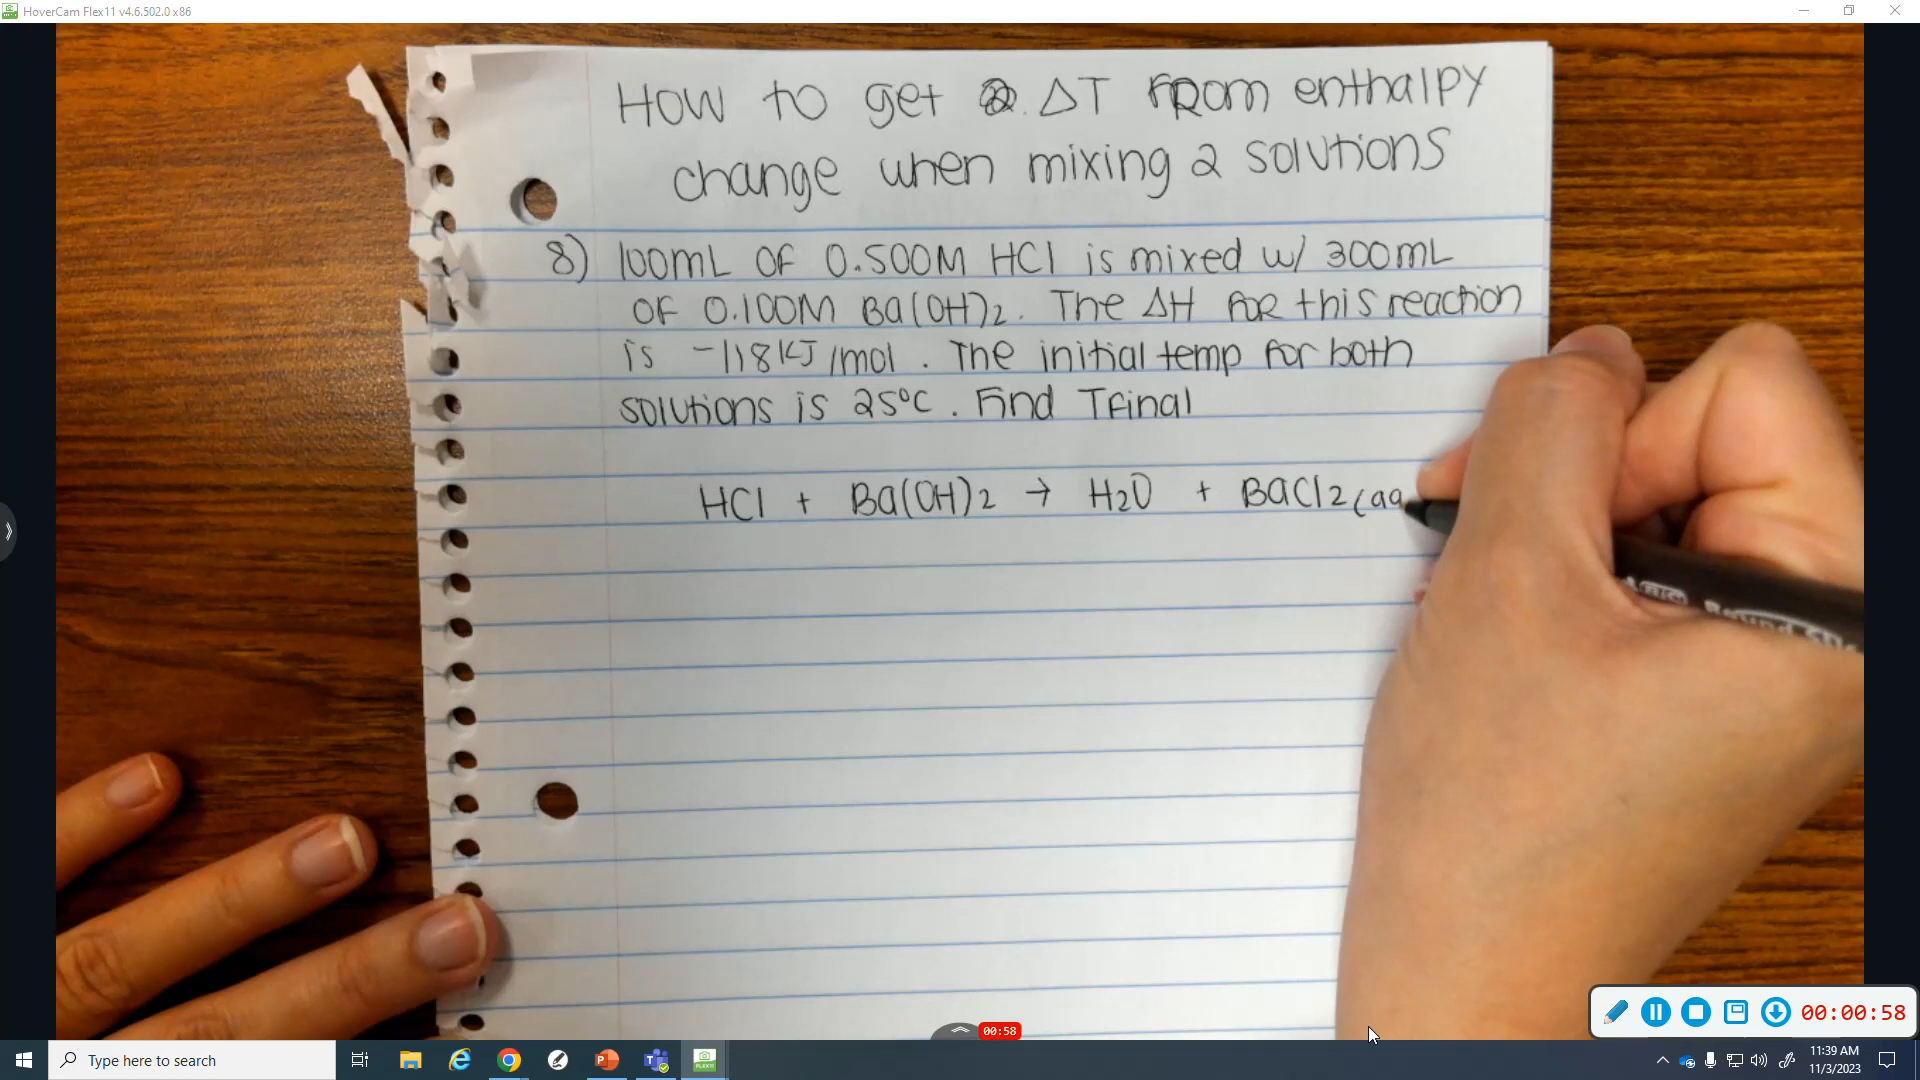 HoverCam Flex11 v4.6.502.0 x86
How to get ΔT from enthalpy
change when mixing 2 solutions
8) 100mL of 0.500M HCl is mixed w/ 300mL
of 0.100M Ba(OH)2. The ΔH for this reaction
is -118kJ/mol. The initial temp for both
solutions is 25°C. Find Tfinal
HCl + Ba(OH)2 → H2O + BaCl2(aq
00:58
00:00:58
Type here to search
11:39 AM
11/3/2023